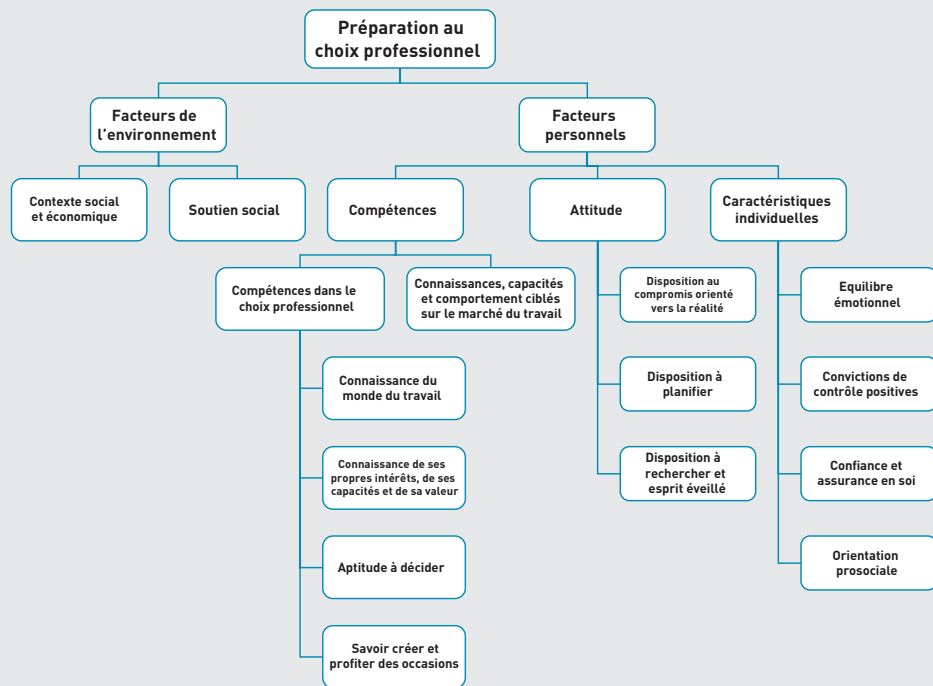 Préparation au
choix professionnel
Facteurs de
l'environnement
Facteurs
personnels
Contexte social
et économique
Soutien social
Compétences
Attitude
Caractéristiques
individuelles
Compétences dans le
choix professionnel
Connaissances, capacités
et comportement ciblés
sur le marché du travail
Disposition au
compromis orienté
vers la réalité
Equilibre
émotionnel
Connaissance du
monde du travail
Disposition à
planifier
Convictions de
contrôle positives
Connaissance de ses
propres intérêts, de ses
capacités et de sa valeur
Disposition à
rechercher et
esprit éveillé
Confiance et
assurance en soi
Aptitude à décider
Orientation
prosociale
Savoir créer et
profiter des occasions